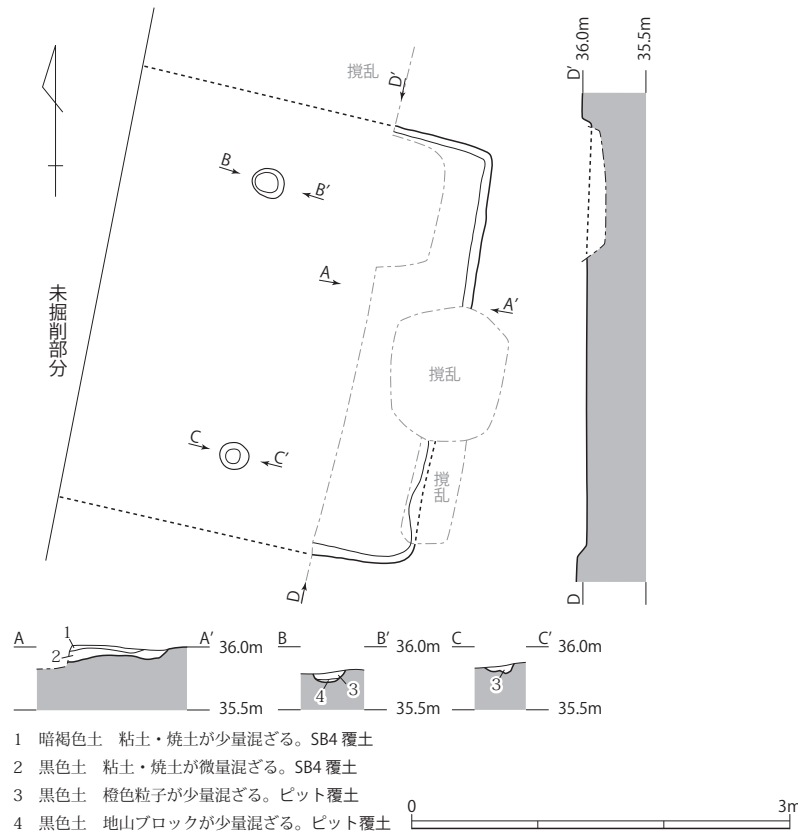 撹乱
D′
36.0m
35.5m
D′
B
B′
A
A′
未掘削部分
撹乱
C
C′
撹乱
D
D
A
1
2
A′ 36.0m
35.5m
B
B′ 36.0m
4
3
35.5m
C
C′ 36.0m
3
35.5m
1 暗褐色土 粘土・焼土が少量混ざる。SB4 覆土
2 黒色土 粘土・焼土が微量混ざる。SB4 覆土
3 黒色土 橙色粒子が少量混ざる。ピット覆土
4 黒色土 地山ブロックが少量混ざる。ピット覆土
0
3m